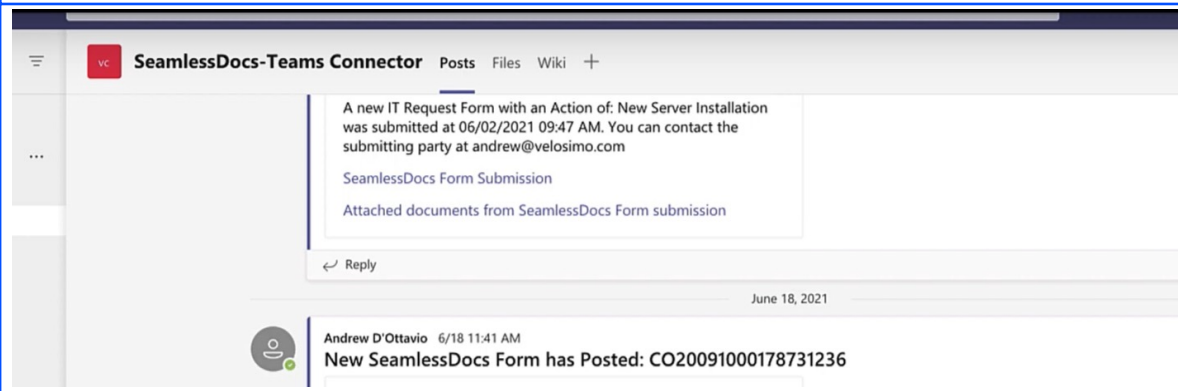 VC SeamlessDocs-Teams Connector Posts Files Wiki +
A new IT Request Form with an Action of: New Server Installation
was submitted at 06/02/2021 09:47 AM. You can contact the
submitting party at andrew@velosimo.com
SeamlessDocs Form Submission
Attached documents from SeamlessDocs Form submission
Reply
June 18, 2021
Andrew D'Ottavio 6/18 11:41 AM
New SeamlessDocs Form has Posted: CO20091000178731236